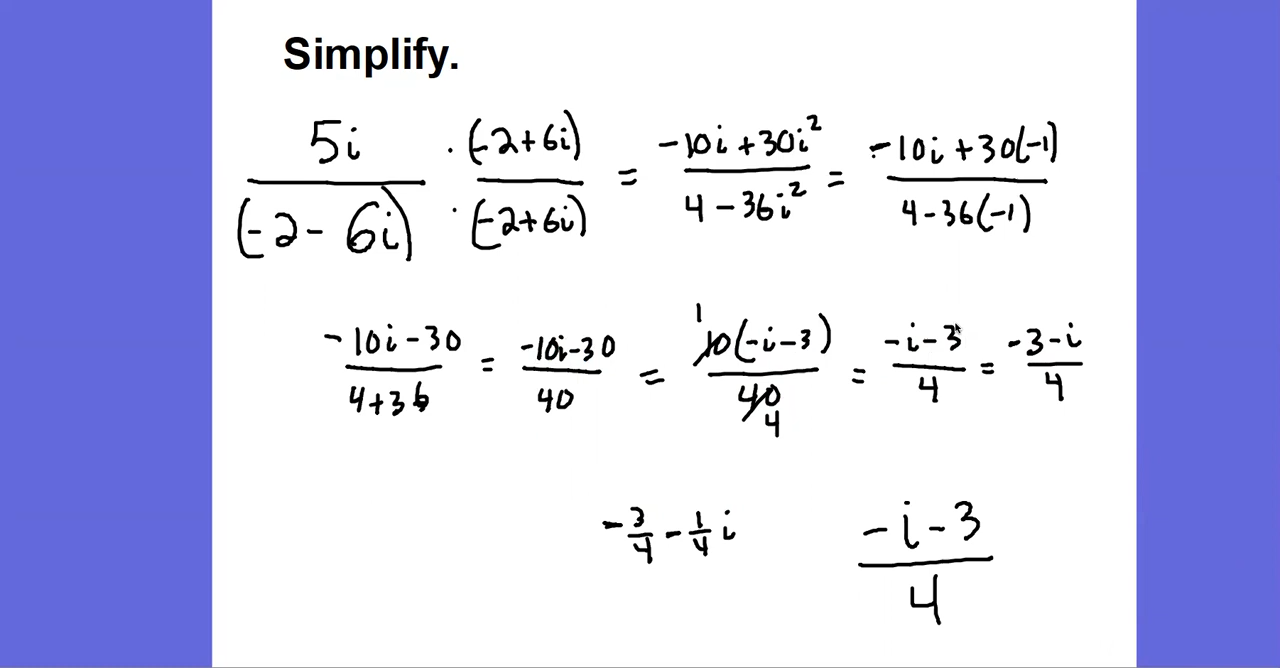 Simplify.
5i/(-2-6i) · (-2+6i)/(-2+6i) = (-10i+30i²)/(4-36i²) = (-10i+30(-1))/(4-36(-1))
(-10i-30)/(4+36) = (-10i-30)/40 = 1 10(-i-3)/40 4 = (-i-3)/4 = (-3-i)/4
-3/4 - 1/4 i
(-i-3)/4